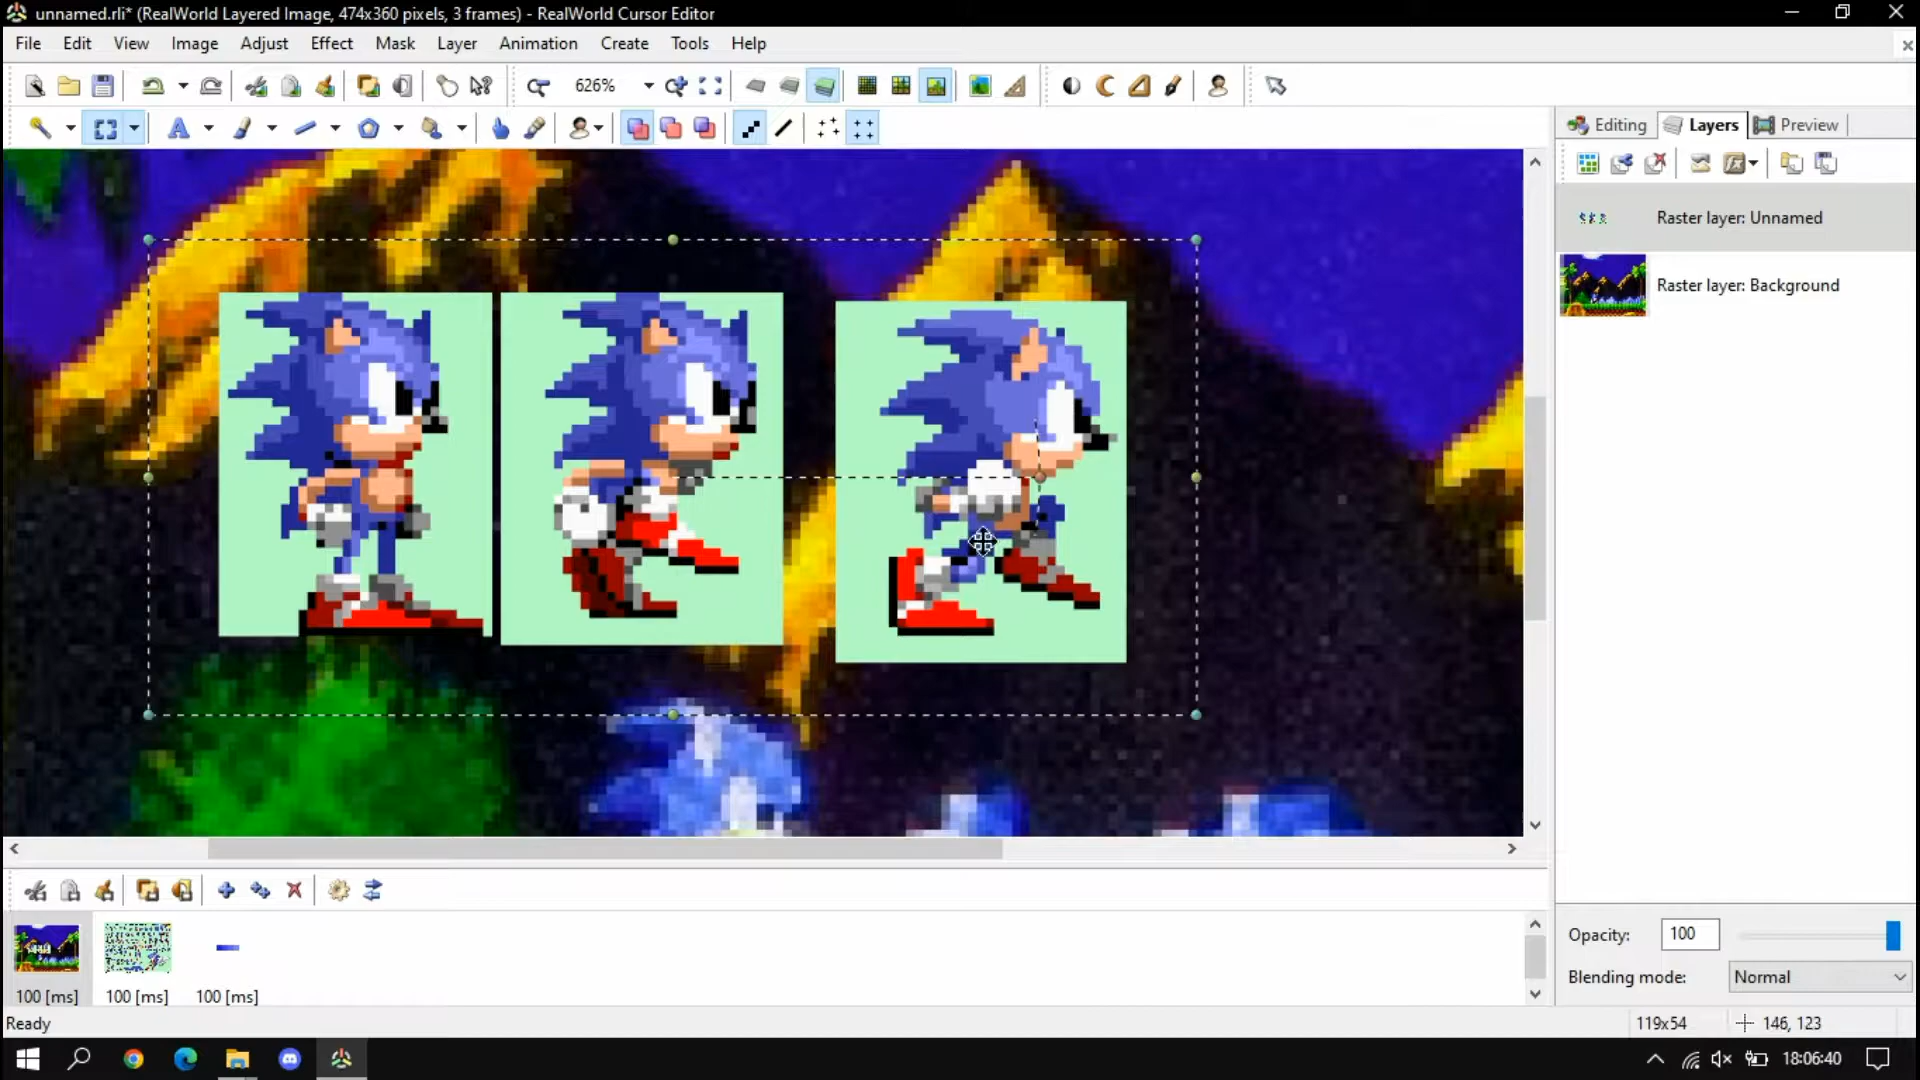 unnamed.rli* (RealWorld Layered Image, 474x360 pixels, 3 frames) - RealWorld Cursor Editor
File Edit View Image Adjust Effect Mask Layer Animation Create Tools Help
626%
Editing Layers Preview
Raster layer: Unnamed
Raster layer: Background
100 [ms] 100 [ms] 100 [ms]
Opacity: 100
Blending mode: Normal
Ready 119x54 146, 123
18:06:40